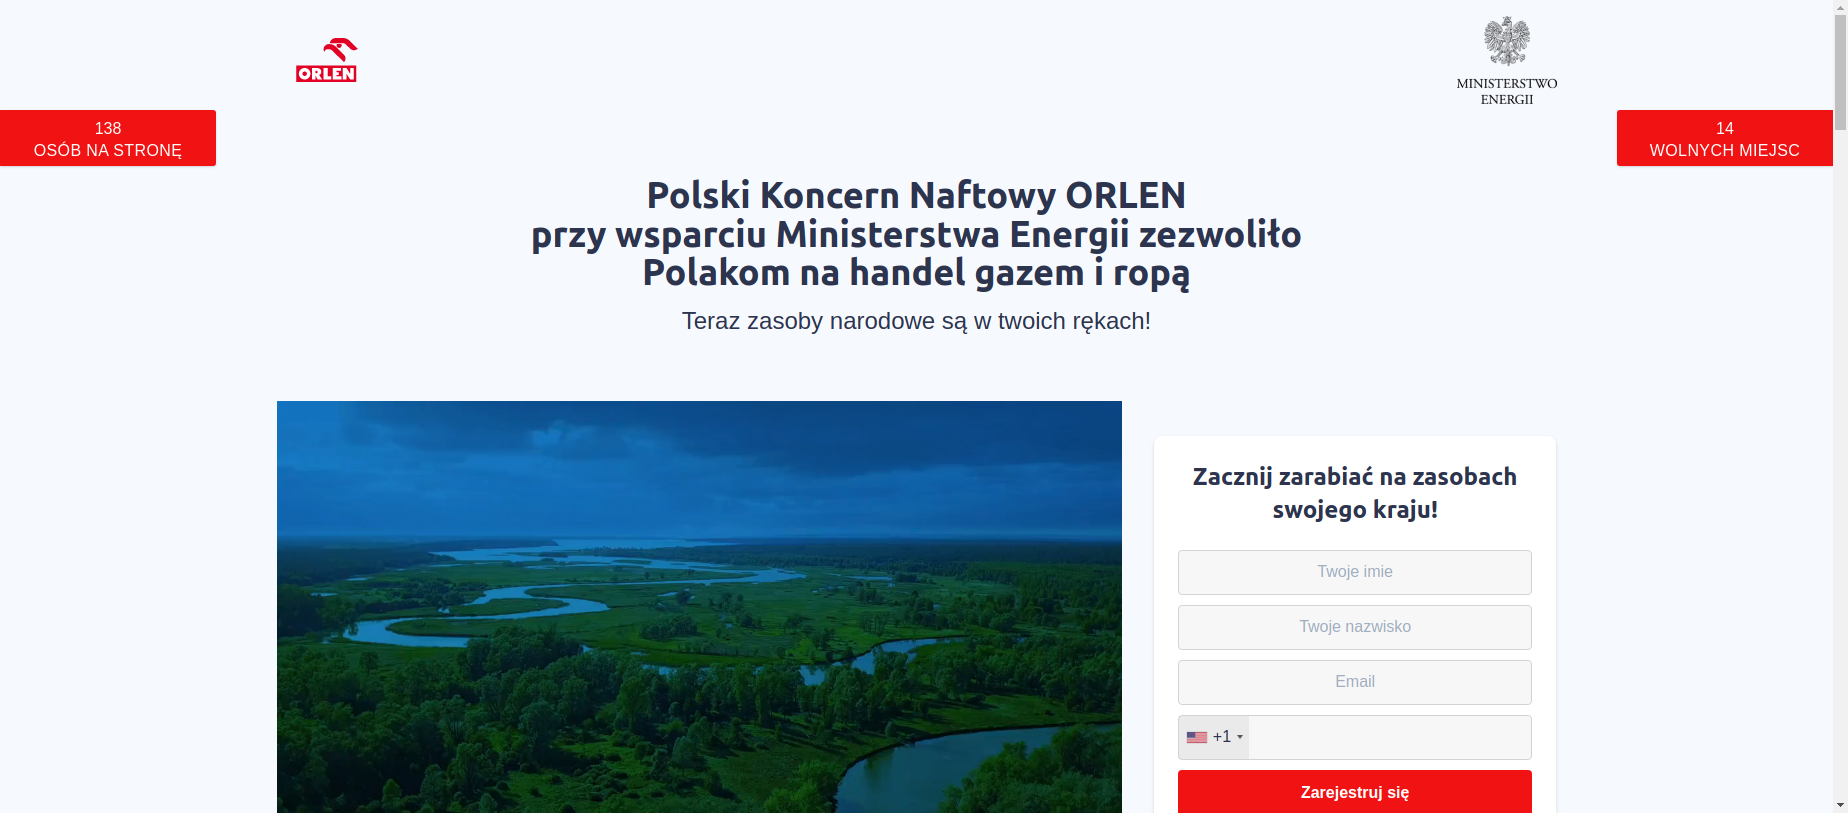 ORLEN
MINISTERSTWO
ENERGII
138
OSÓB NA STRONĘ
14
WOLNYCH MIEJSC
Polski Koncern Naftowy ORLEN
przy wsparciu Ministerstwa Energii zezwoliło
Polakom na handel gazem i ropą
Teraz zasoby narodowe są w twoich rękach!
Zacznij zarabiać na zasobach
swojego kraju!
Twoje imie
Twoje nazwisko
Email
+1
Zarejestruj się